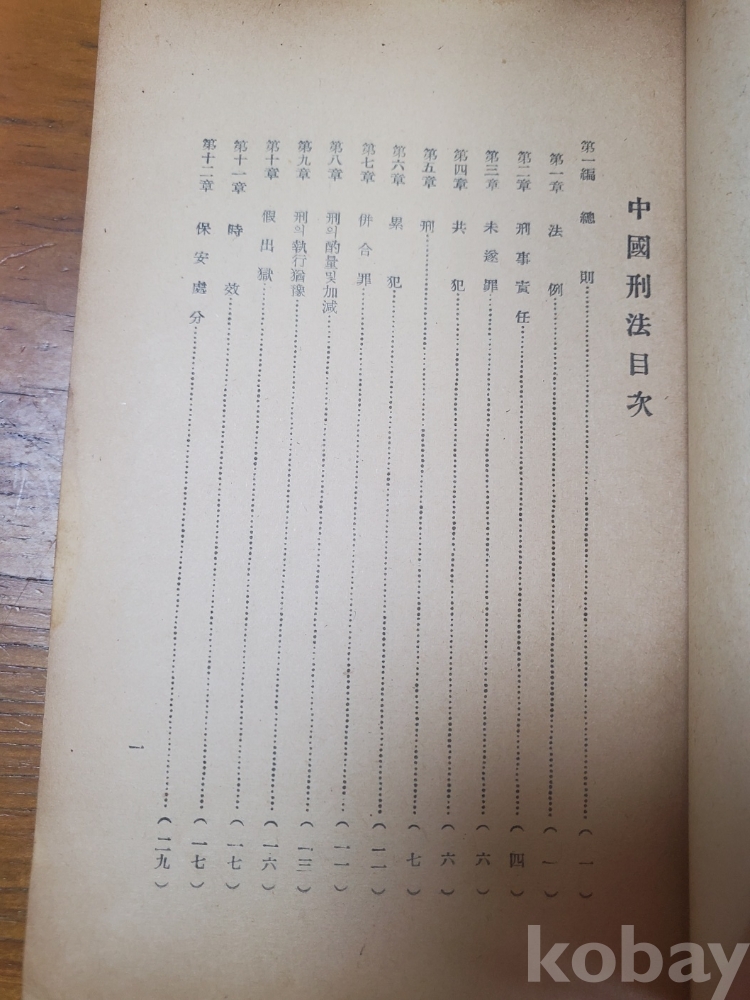 中國刑法目次
第一編 總則……(一)
第一章 法例……(一)
第二章 刑事責任……(四)
第三章 未遂罪……(六)
第四章 共犯……(六)
第五章 刑……(七)
第六章 累犯……(一一)
第七章 併合罪……(一一)
第八章 刑의酌量및加減……(一三)
第九章 刑의執行猶豫……(一六)
第十章 假出獄……(一七)
第十一章 時效……(一七)
第十二章 保安處分……(二九)
一
kobay